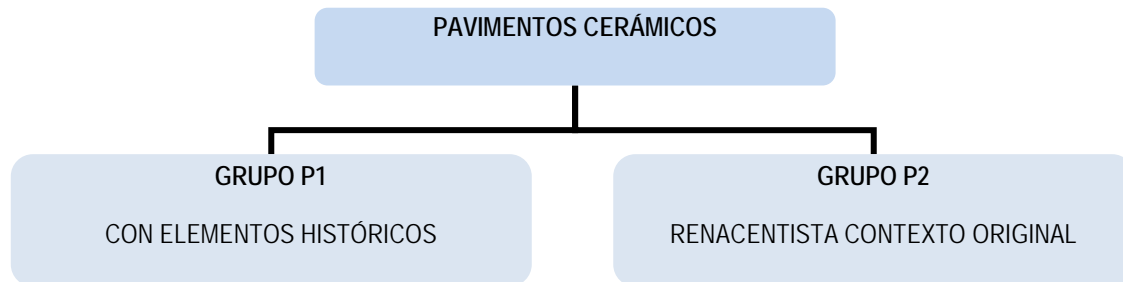 PAVIMENTOS CERÁMICOS
GRUPO P1
CON ELEMENTOS HISTÓRICOS
GRUPO P2
RENACENTISTA CONTEXTO ORIGINAL